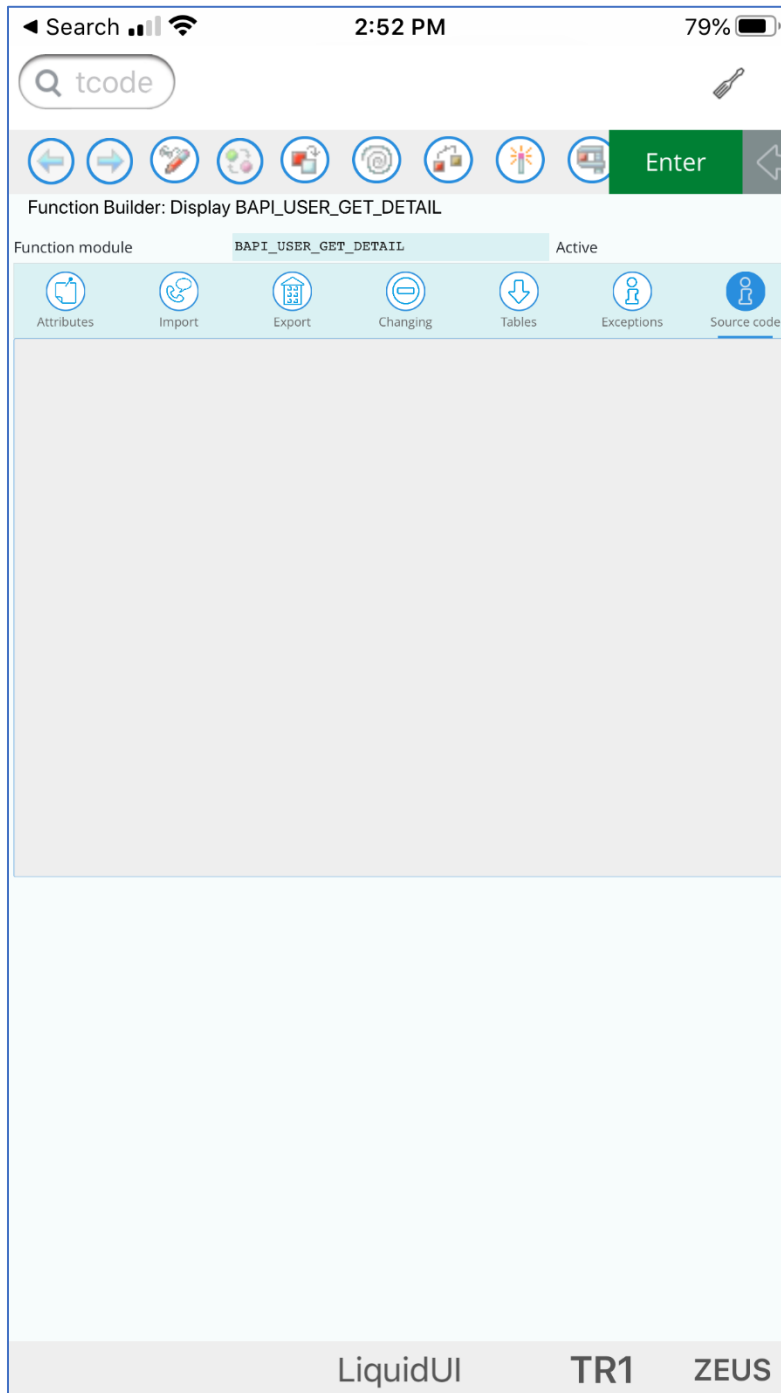 ◄ Search 2:52 PM 79%
tcode
Enter
Function Builder: Display BAPI_USER_GET_DETAIL
Function module BAPI_USER_GET_DETAIL Active
Attributes Import Export Changing Tables Exceptions Source code
LiquidUI TR1 ZEUS